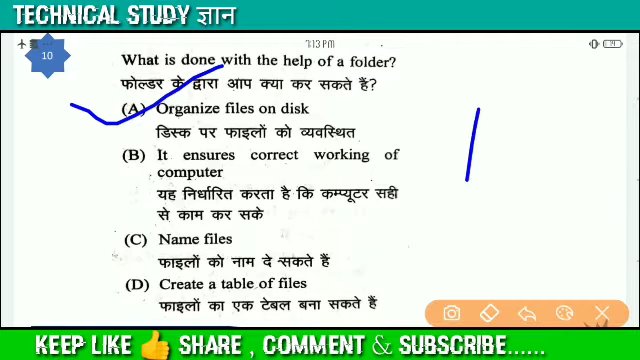 TECHNICAL STUDY ज्ञान
7:13 PM
10
What is done with the help of a folder?
फोल्डर के द्वारा आप क्या कर सकते हैं?
(A) Organize files on disk
डिस्क पर फाइलों को व्यवस्थित
(B) It ensures correct working of
computer
यह निर्धारित करता है कि कम्प्यूटर सही
से काम कर सके
(C) Name files
फाइलों को नाम दे सकते हैं
(D) Create a table of files
फाइलों का एक टेबल बना सकते हैं
KEEP LIKE 👍 SHARE , COMMENT & SUBSCRIBE......